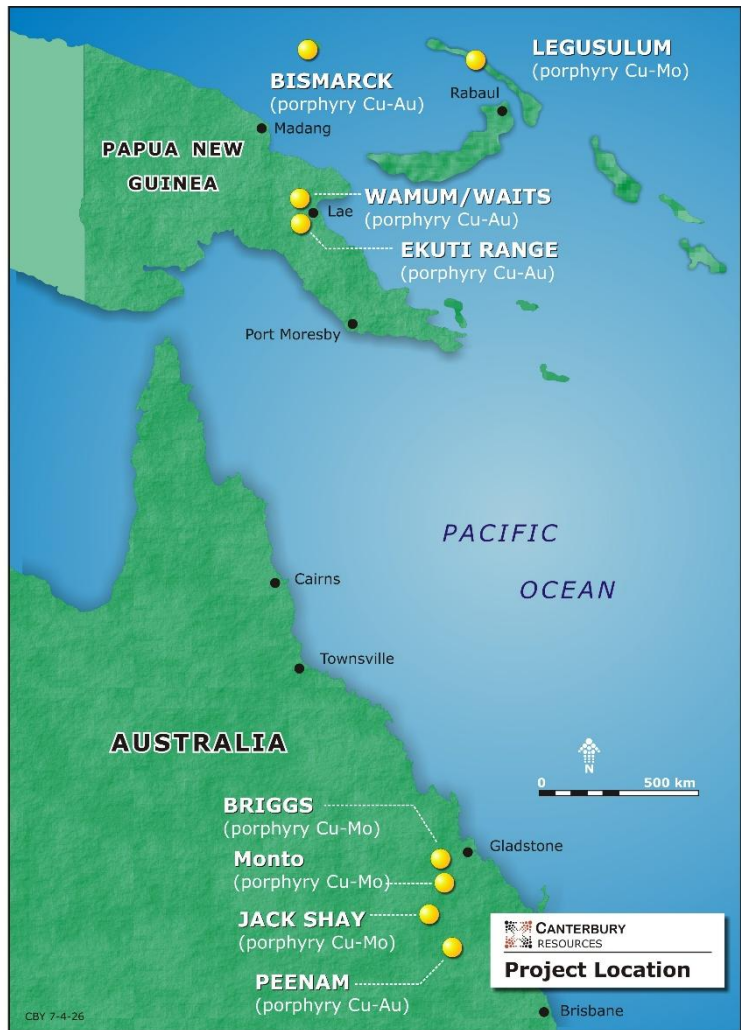 LEGUSULUM
(porphyry Cu-Mo)
BISMARCK
(porphyry Cu-Au)
Rabaul
Madang
PAPUA NEW
GUINEA
WAMUM/WAITS
(porphyry Cu-Au)
Lae
EKUTI RANGE
(porphyry Cu-Au)
Port Moresby
PACIFIC
OCEAN
Cairns
Townsville
AUSTRALIA
N
0 500 km
BRIGGS
(porphyry Cu-Mo)
Gladstone
Monto
(porphyry Cu-Mo)
JACK SHAY
(porphyry Cu-Mo)
PEENAM
(porphyry Cu-Au)
CANTERBURY
RESOURCES
Project Location
Brisbane
CBY 7-4-26